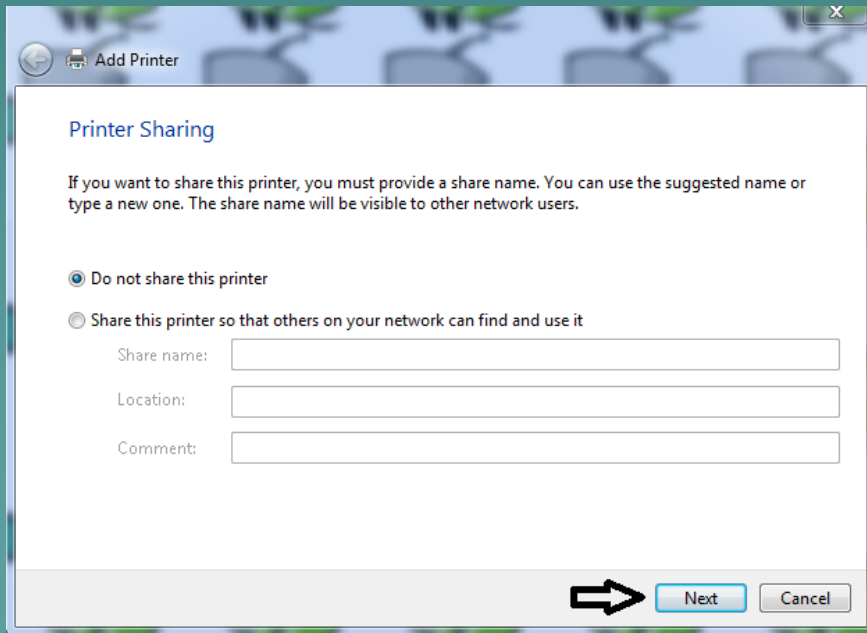 Add Printer
Printer Sharing
If you want to share this printer, you must provide a share name. You can use the suggested name or
type a new one. The share name will be visible to other network users.
Do not share this printer
Share this printer so that others on your network can find and use it
Share name:
Location:
Comment:
Next Cancel